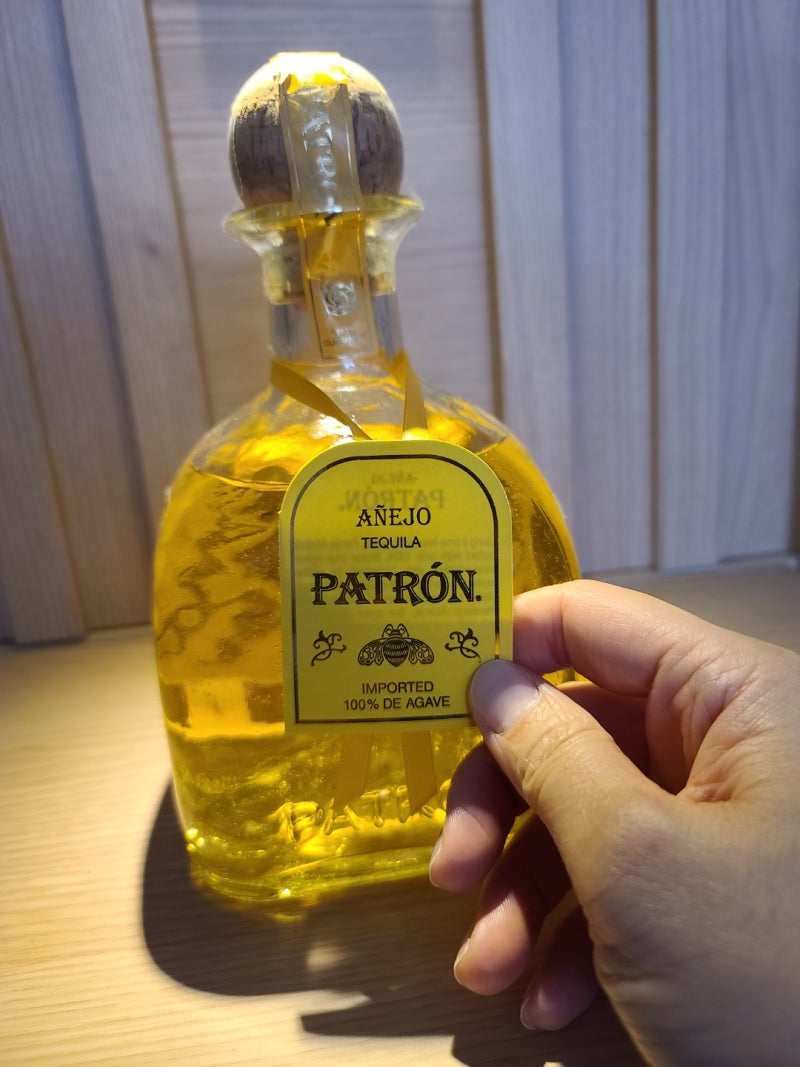 AÑEJO
TEQUILA
PATRÓN.
IMPORTED
100% DE AGAVE